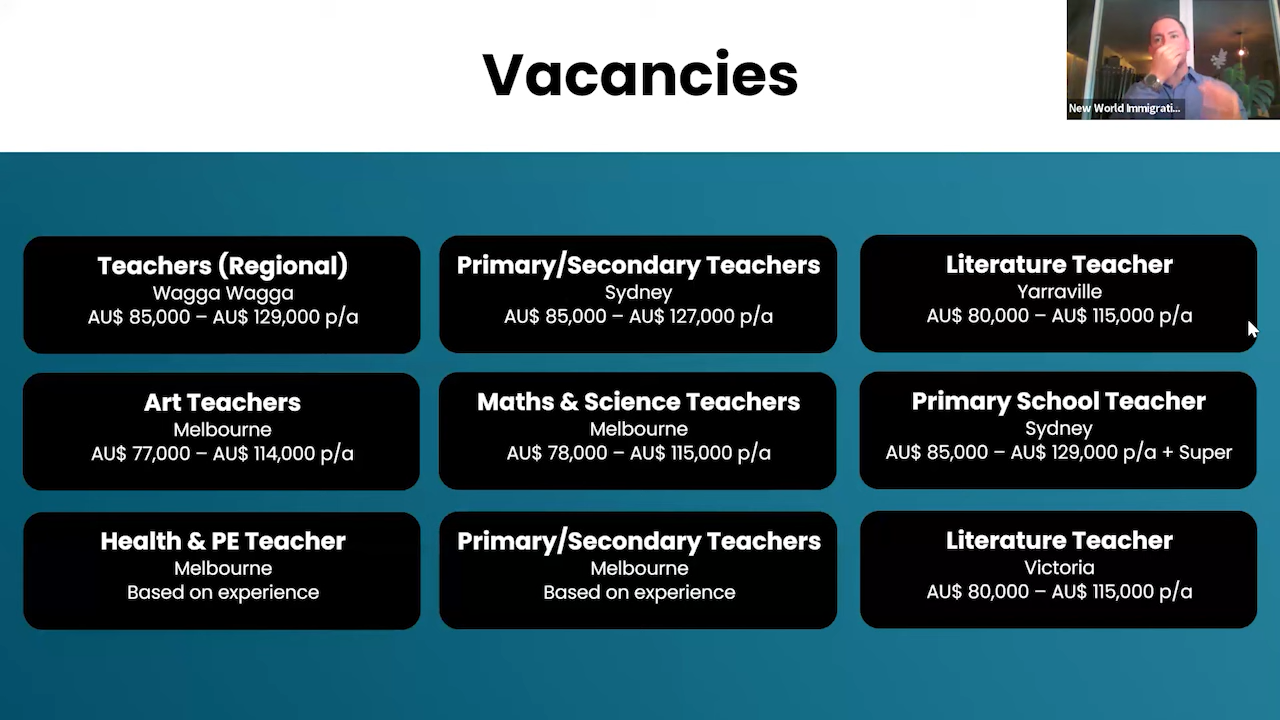 Vacancies
New World Immigrati...
Teachers (Regional)
Wagga Wagga
AU$ 85,000 – AU$ 129,000 p/a
Primary/Secondary Teachers
Sydney
AU$ 85,000 – AU$ 127,000 p/a
Literature Teacher
Yarraville
AU$ 80,000 – AU$ 115,000 p/a
Art Teachers
Melbourne
AU$ 77,000 – AU$ 114,000 p/a
Maths & Science Teachers
Melbourne
AU$ 78,000 – AU$ 115,000 p/a
Primary School Teacher
Sydney
AU$ 85,000 – AU$ 129,000 p/a + Super
Health & PE Teacher
Melbourne
Based on experience
Primary/Secondary Teachers
Melbourne
Based on experience
Literature Teacher
Victoria
AU$ 80,000 – AU$ 115,000 p/a